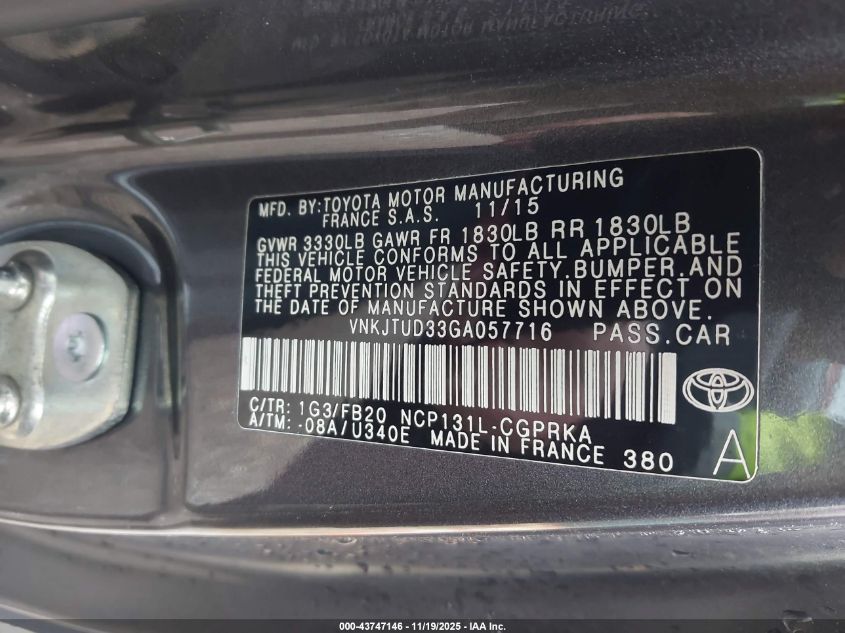 MFD. BY:TOYOTA MOTOR MANUFACTURING
FRANCE S.A.S. 11/15
GVWR 3330LB GAWR FR 1830LB RR 1830LB
THIS VEHICLE CONFORMS TO ALL APPLICABLE
FEDERAL MOTOR VEHICLE SAFETY,BUMPER,AND
THEFT PREVENTION STANDARDS IN EFFECT ON
THE DATE OF MANUFACTURE SHOWN ABOVE.
VNKJTUD33GA057716 PASS.CAR
C/TR: 1G3/FB20 NCP131L-CGPRKA
A/TM: -08A/U340E MADE IN FRANCE 380 A
000-43747146 - 11/19/2025 - IAA Inc.